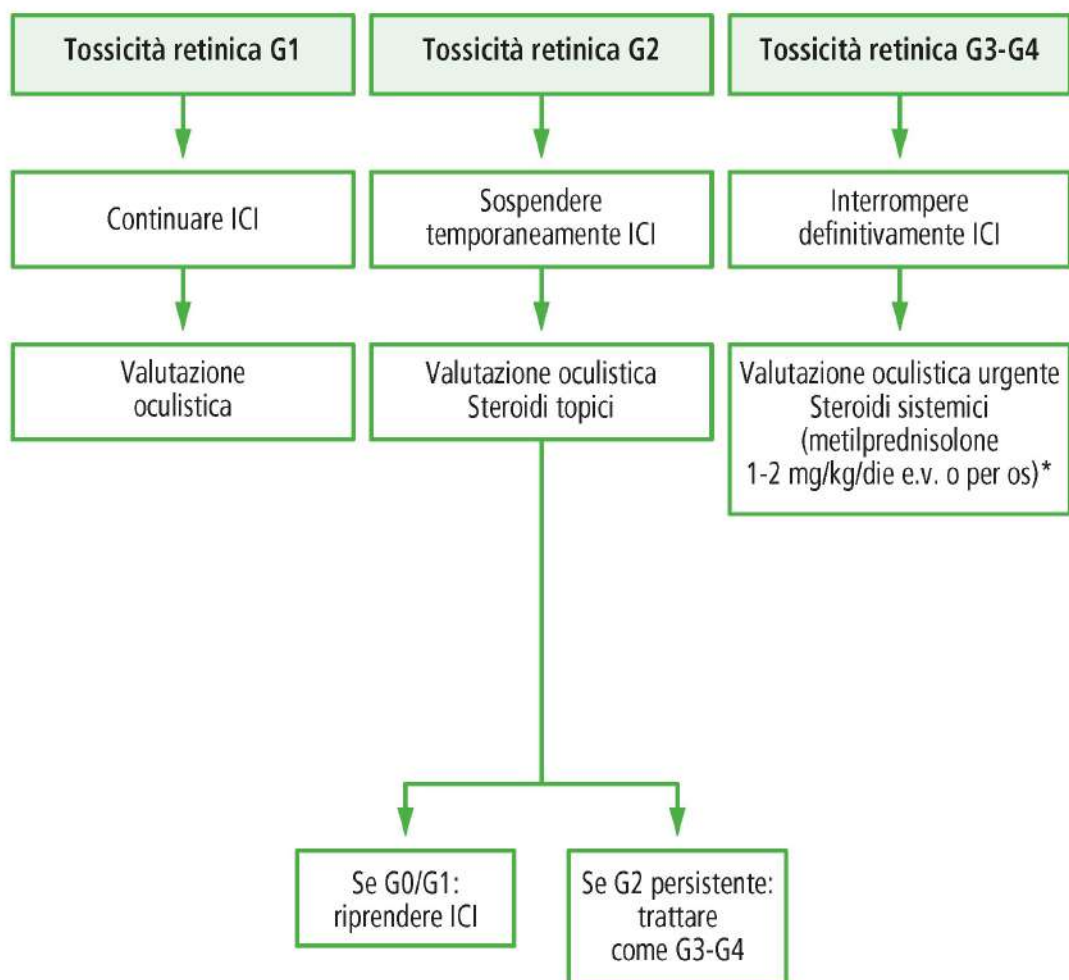 Tossicità retinica G1
Continuare ICI
Valutazione
oculistica
Tossicità retinica G2
Sospendere
temporaneamente ICI
Valutazione oculistica
Steroidi topici
Se G0/G1:
riprendere ICI
Se G2 persistente:
trattare
come G3-G4
Tossicità retinica G3-G4
Interrompere
definitivamente ICI
Valutazione oculistica urgente
Steroidi sistemici
(metilprednisolone
1-2 mg/kg/die e.v. o per os)*